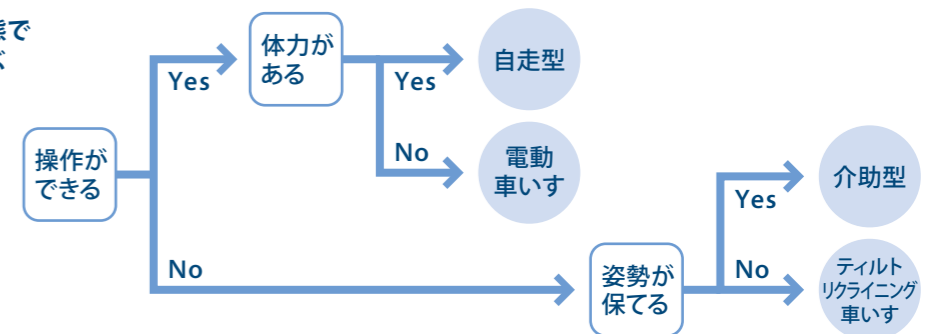 態で
体力が
ある
自走型
Yes
Yes
操作が
できる
No
電動
車いす
介助型
Yes
No
姿勢が
保てる
No
ティルト
リクライニング
車いす